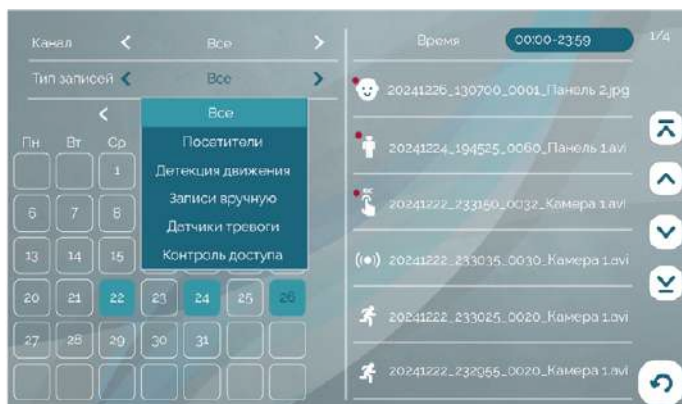 Канал < Все >
Тип записей < Все >
<
Все
Посетители
Детекция движения
Записи вручную
Датчики тревоги
Контроль доступа
Пн Вт Ср
1
6 7 8
13 14 15
20 21 22 23 24 25 26
27 28 29 30 31
Время 00:00-23:59 1/4
20241226_130700_0001_Панель 2.jpg
20241224_194525_0060_Панель 1.avi
REC
20241222_233150_0032_Камера 1.avi
20241222_233035_0030_Камера 1.avi
20241222_233025_0020_Камера 1.avi
20241222_232955_0020_Камера 1.avi